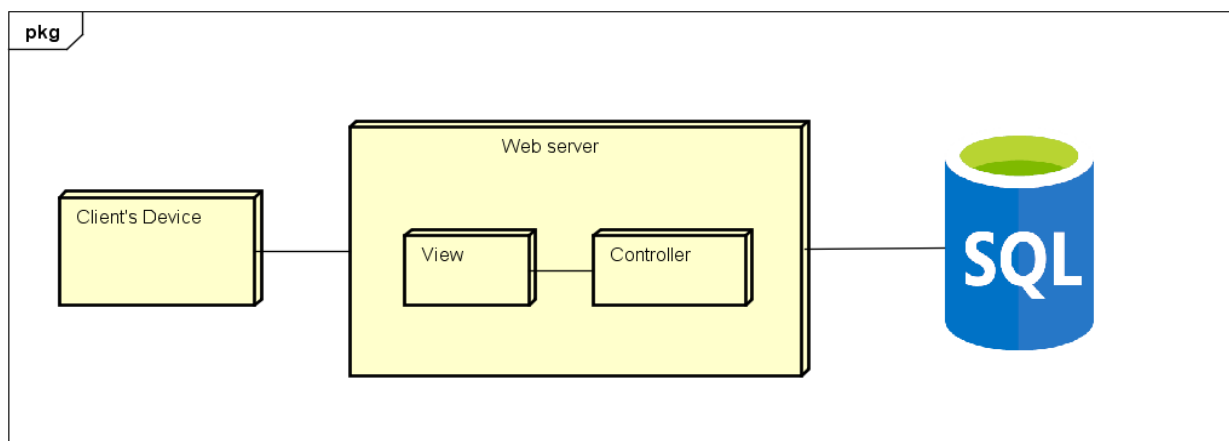 pkg
Web server
Client's Device
View
Controller
SQL